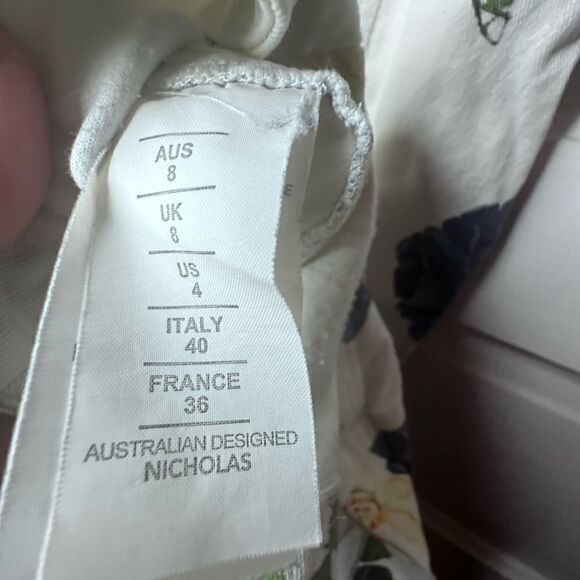 AUS
8
UK
8
US
4
ITALY
40
FRANCE
36
AUSTRALIAN DESIGNED
NICHOLAS